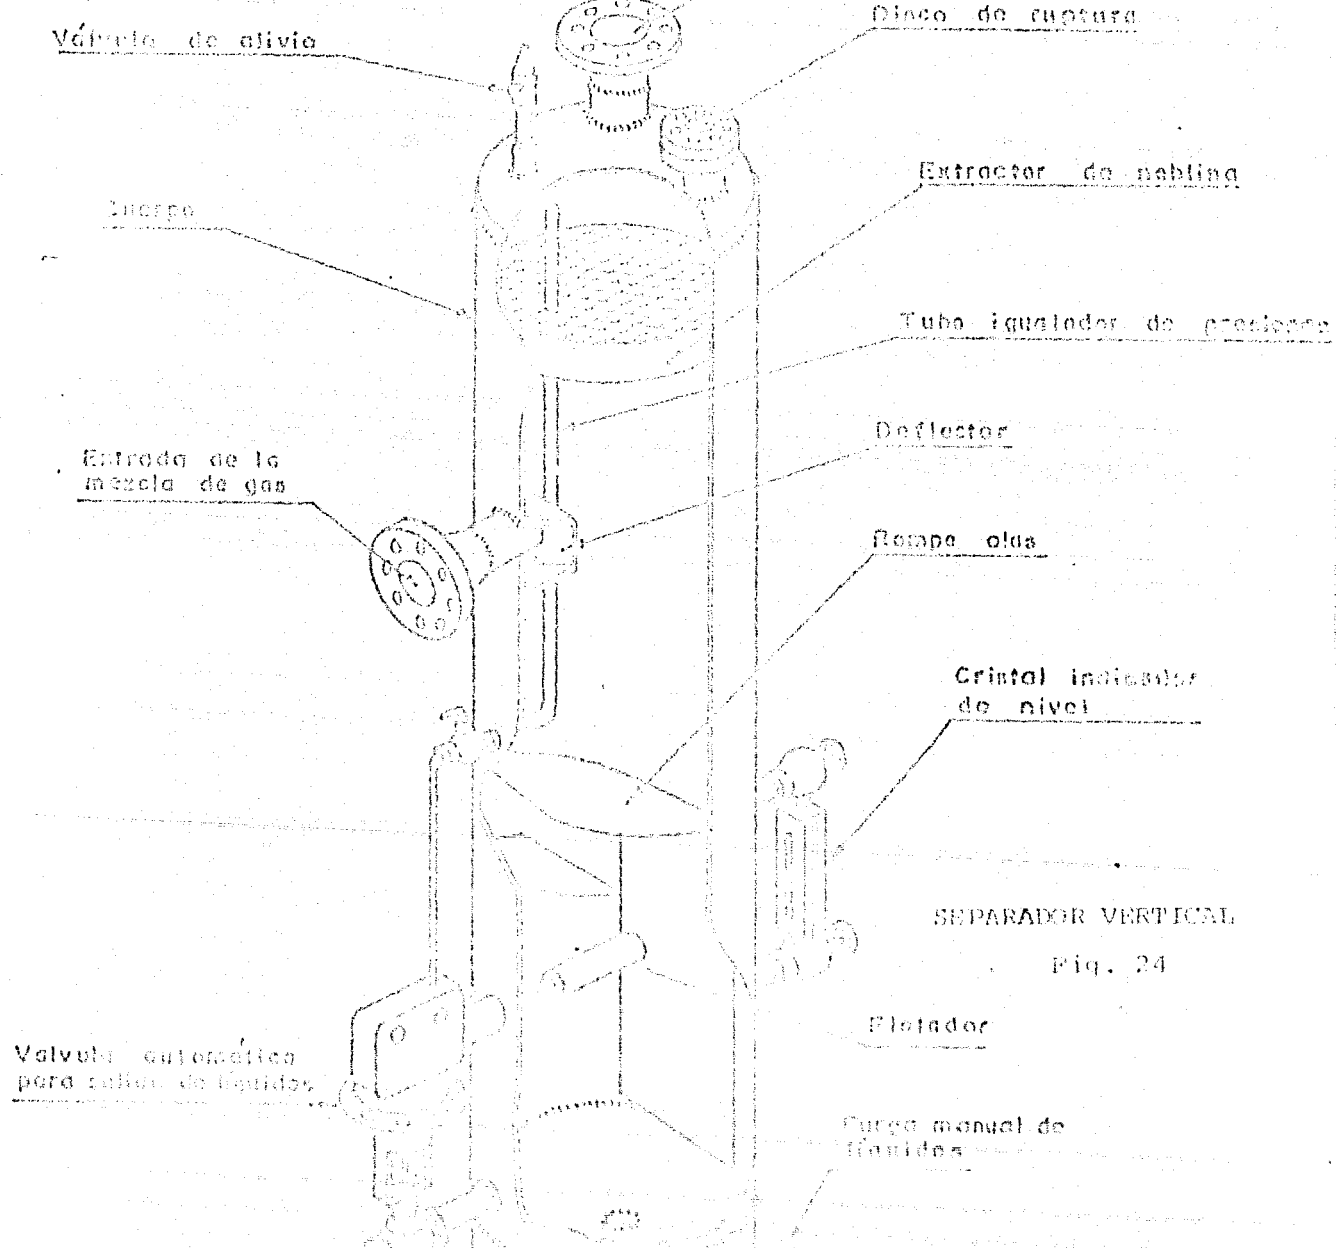 Disco de ruptura
Válvula de alivio
Extractor de neblina
Cuerpo
Tubo igualador de presiones
Deflector
Entrada de la
mezcla de gas
Rompe olas
Cristal indicador
de nivel
SEPARADOR VERTICAL
Fig. 24
Flotador
Valvula automática
para salida de líquidos
Purga manual de
líquidos